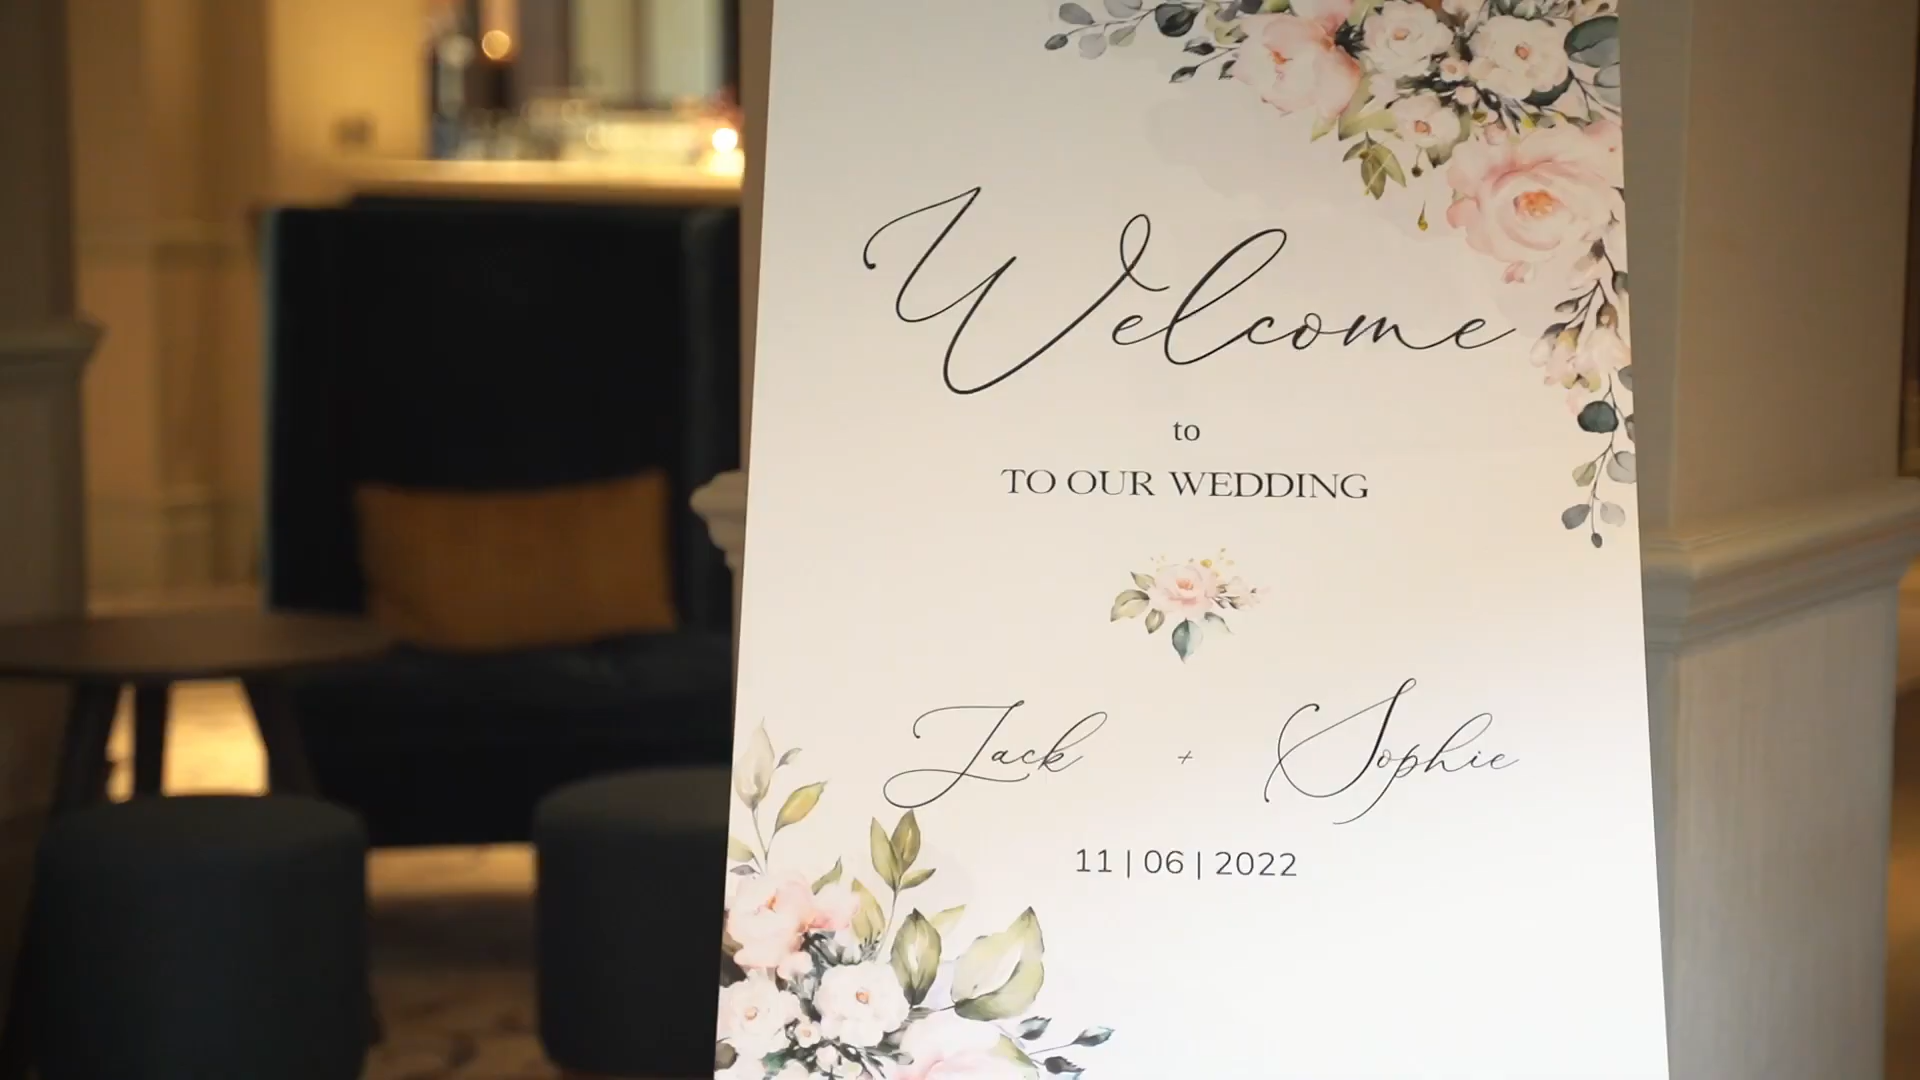 Welcome
to
TO OUR WEDDING
Jack + Sophie
11 | 06 | 2022